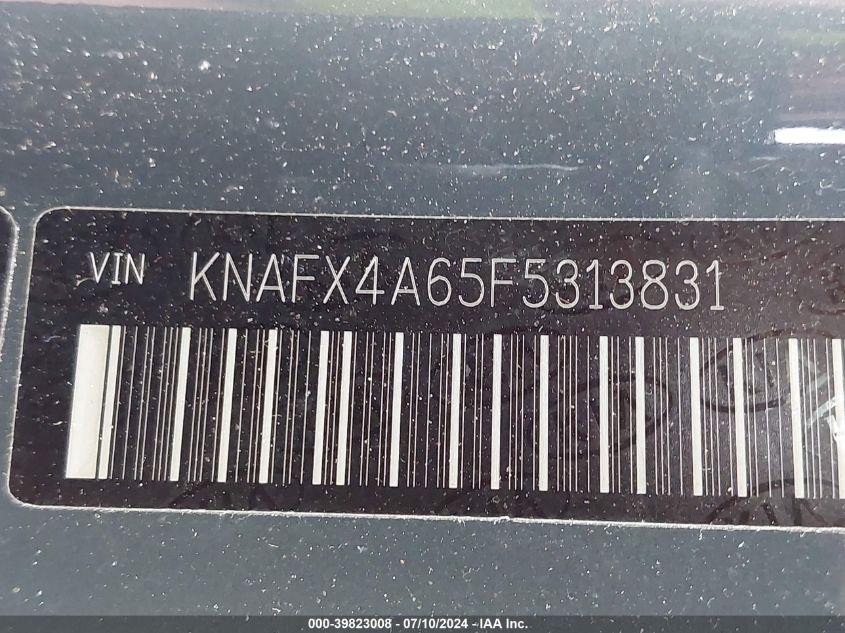 VIN KNAFX4A65F5313831
000-39823008 - 07/10/2024 - IAA Inc.